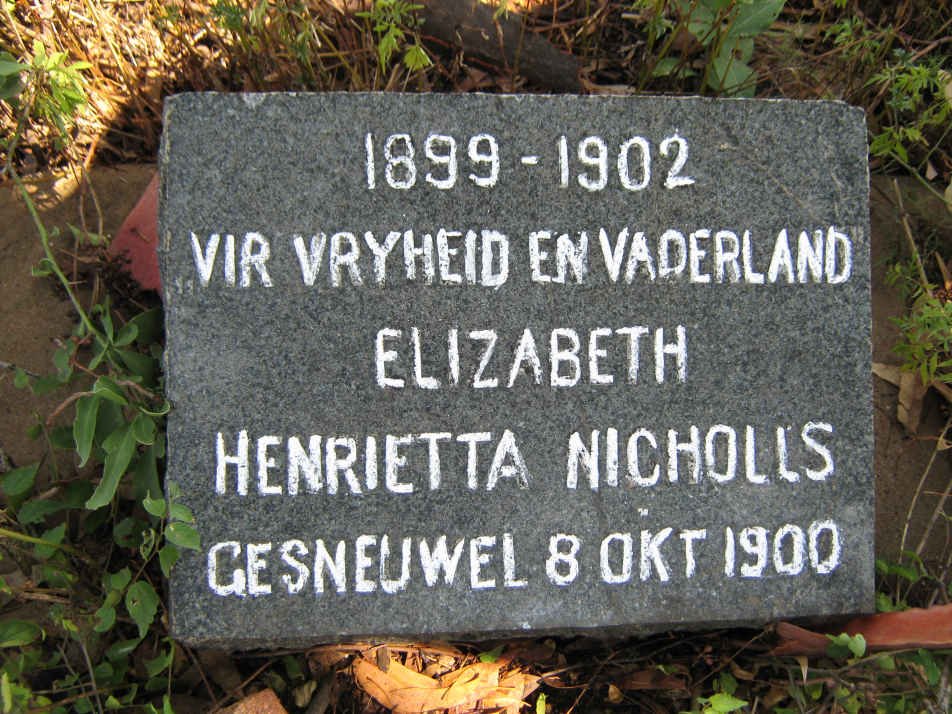 1899 - 1902
„VIR VRYHEID EN VADERLAND"
ELIZABETH
HENRIETTA NICHOLLS
GESNEUWEL 8 OKT 1900